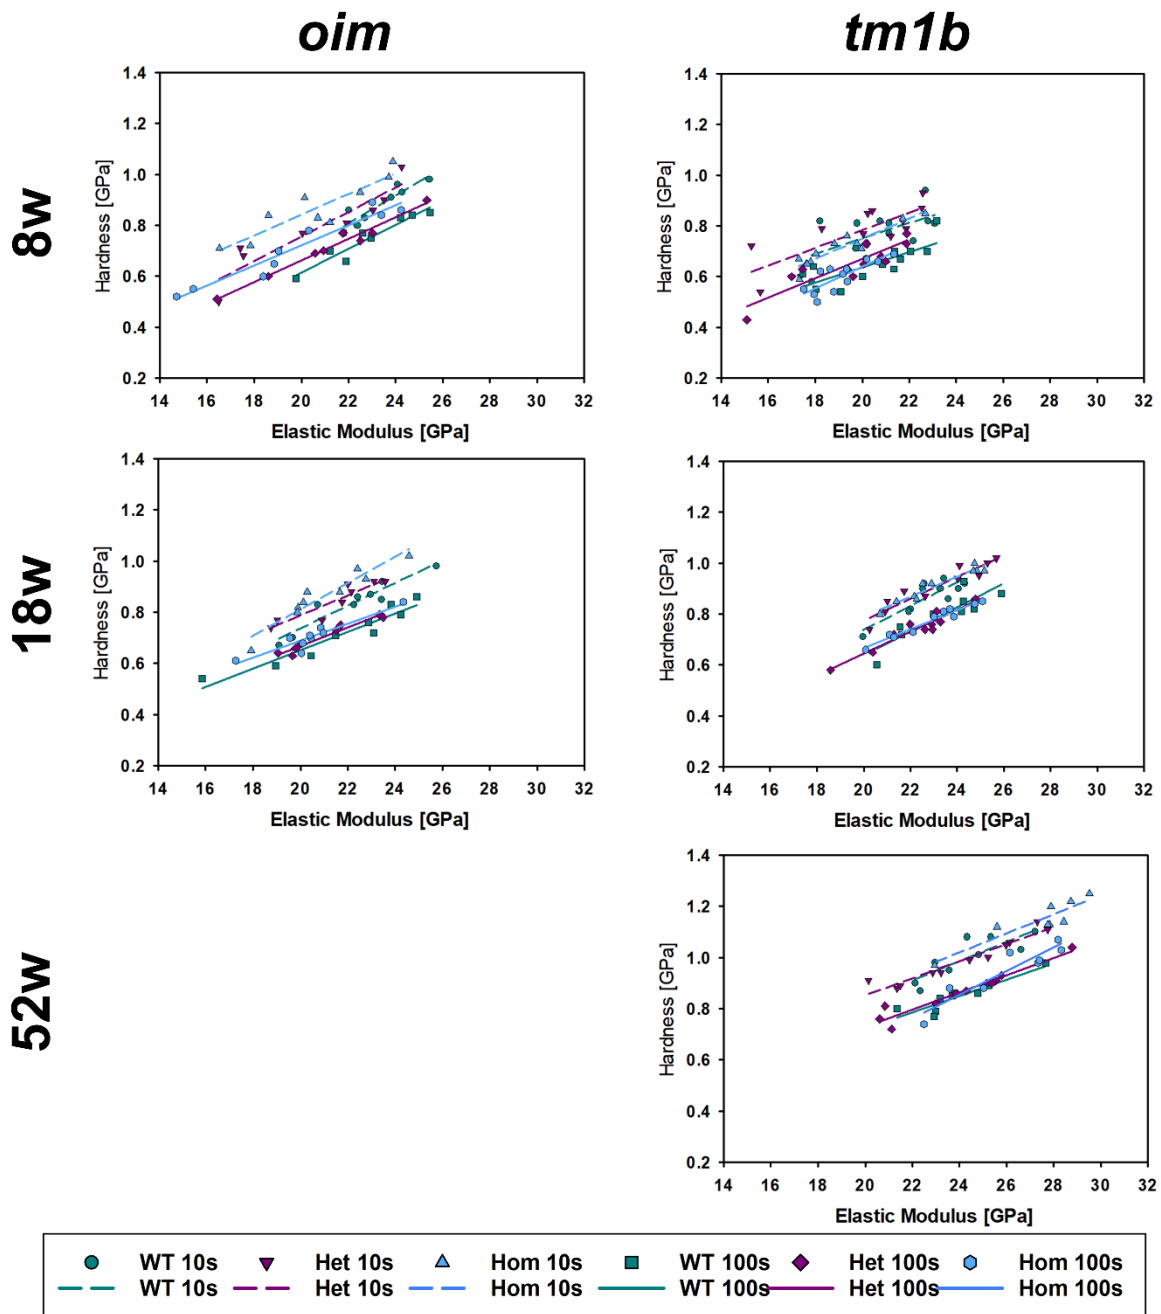 oim tm1b
8w
1.4 1.4
1.2 1.2
1.0 1.0
0.8 0.8
0.6 0.6
0.4 0.4
0.2 0.2
Hardness [GPa] Hardness [GPa]
14 16 18 20 22 24 26 28 30 32 14 16 18 20 22 24 26 28 30 32
Elastic Modulus [GPa] Elastic Modulus [GPa]
18w
1.4 1.4
1.2 1.2
1.0 1.0
0.8 0.8
0.6 0.6
0.4 0.4
0.2 0.2
Hardness [GPa] Hardness [GPa]
14 16 18 20 22 24 26 28 30 32 14 16 18 20 22 24 26 28 30 32
Elastic Modulus [GPa] Elastic Modulus [GPa]
52w
1.4
1.2
1.0
0.8
0.6
0.4
0.2
Hardness [GPa]
14 16 18 20 22 24 26 28 30 32
Elastic Modulus [GPa]
WT 10s Het 10s Hom 10s WT 100s Het 100s Hom 100s
WT 10s Het 10s Hom 10s WT 100s Het 100s Hom 100s